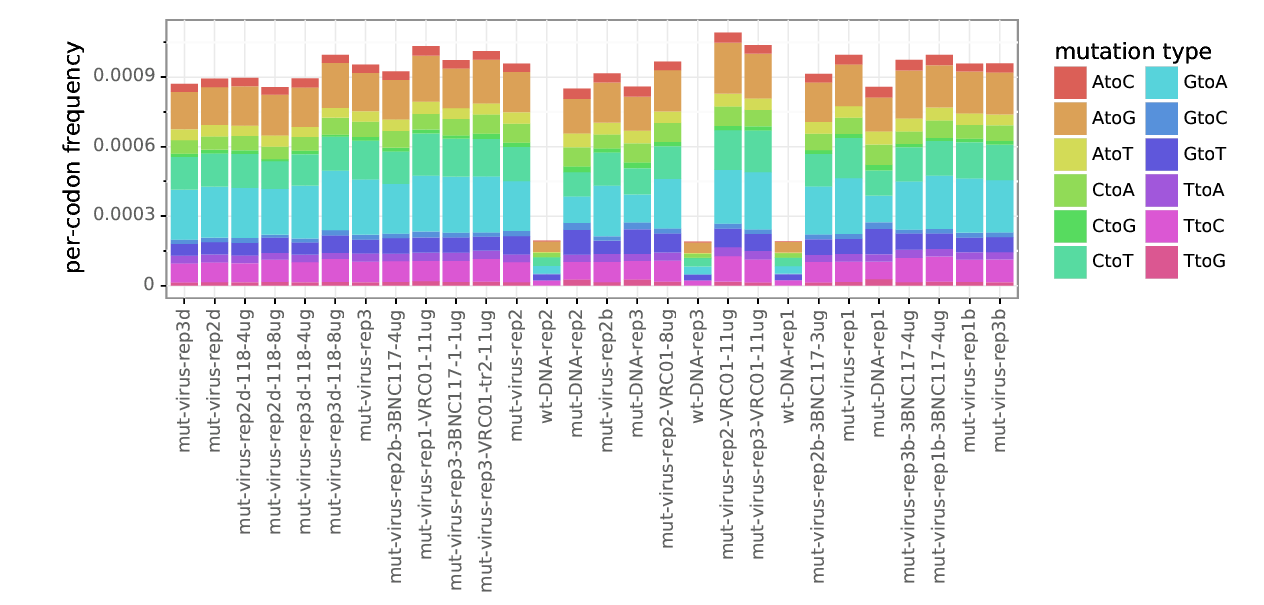 per-codon frequency
0.0009
0.0006
0.0003
0
mut-virus-rep3d
mut-virus-rep2d
mut-virus-rep2d-118-4ug
mut-virus-rep2d-118-8ug
mut-virus-rep3d-118-4ug
mut-virus-rep3d-118-8ug
mut-virus-rep3
mut-virus-rep2b-3BNC117-4ug
mut-virus-rep1-VRC01-11ug
mut-virus-rep3-3BNC117-1-1ug
mut-virus-rep3-VRC01-tr2-11ug
mut-virus-rep2
wt-DNA-rep2
mut-DNA-rep2
mut-virus-rep2b
mut-DNA-rep3
mut-virus-rep2-VRC01-8ug
wt-DNA-rep3
mut-virus-rep2-VRC01-11ug
mut-virus-rep3-VRC01-11ug
wt-DNA-rep1
mut-virus-rep2b-3BNC117-3ug
mut-virus-rep1
mut-DNA-rep1
mut-virus-rep3b-3BNC117-4ug
mut-virus-rep1b-3BNC117-4ug
mut-virus-rep1b
mut-virus-rep3b
mutation type
AtoC
AtoG
AtoT
CtoA
CtoG
CtoT
GtoA
GtoC
GtoT
TtoA
TtoC
TtoG